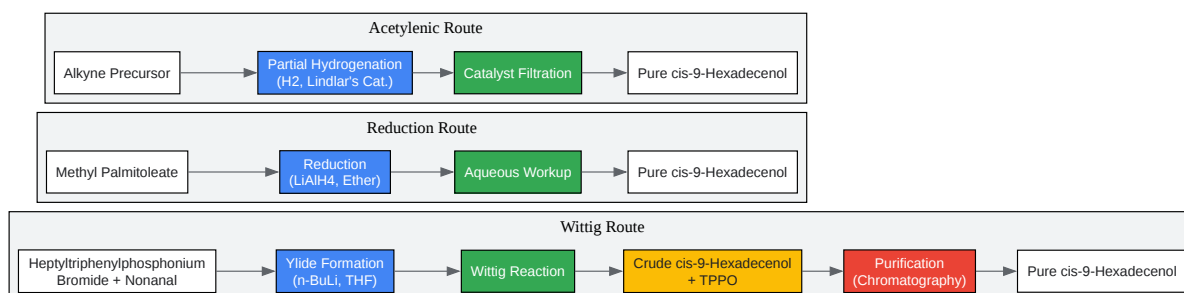 Acetylenic Route
Alkyne Precursor
Partial Hydrogenation
(H2, Lindlar's Cat.)
Catalyst Filtration
Pure cis-9-Hexadecenol
Reduction Route
Methyl Palmitoleate
Reduction
(LiAlH4, Ether)
Aqueous Workup
Pure cis-9-Hexadecenol
Wittig Route
Heptyltriphenylphosphonium
Bromide + Nonanal
Ylide Formation
(n-BuLi, THF)
Wittig Reaction
Crude cis-9-Hexadecenol
+ TPPO
Purification
(Chromatography)
Pure cis-9-Hexadecenol